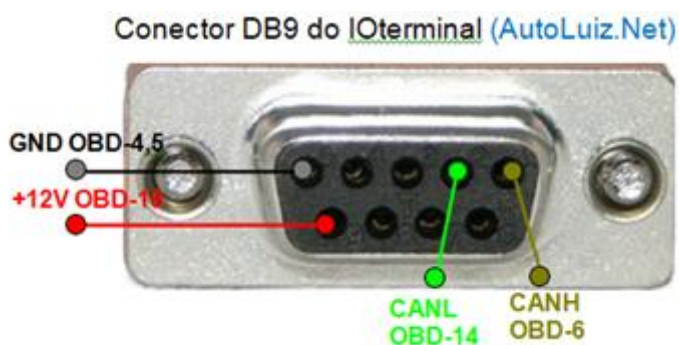 Conector DB9 do IOterminal (AutoLuiz.Net)
GND OBD-4,5
+12V OBD-16
CANL
OBD-14
CANH
OBD-6